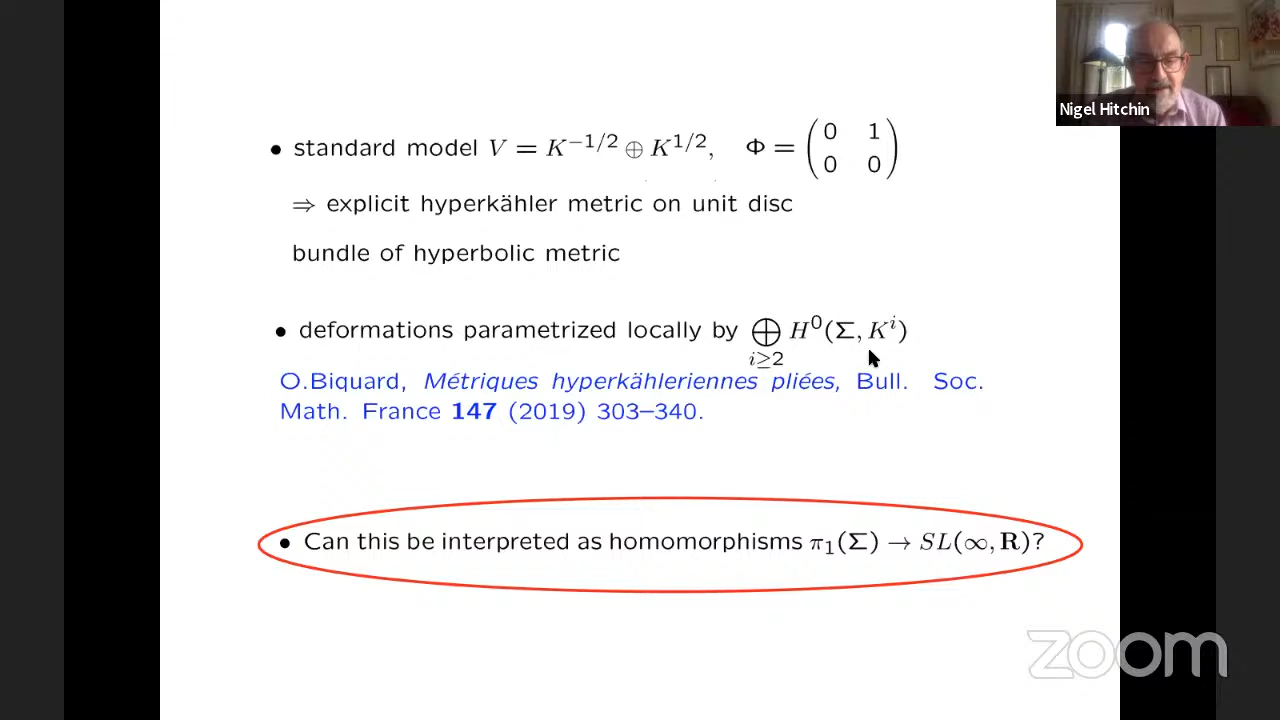 Nigel Hitchin
• standard model V = K^{−1/2} ⊕ K^{1/2}, Φ = (0 1
0 0)
⇒ explicit hyperkähler metric on unit disc
bundle of hyperbolic metric
• deformations parametrized locally by ⊕_{i≥2} H^0(Σ, K^i)
O.Biquard, Métriques hyperkähleriennes pliées, Bull. Soc.
Math. France 147 (2019) 303–340.
• Can this be interpreted as homomorphisms π_1(Σ) → SL(∞, R)?
zoom